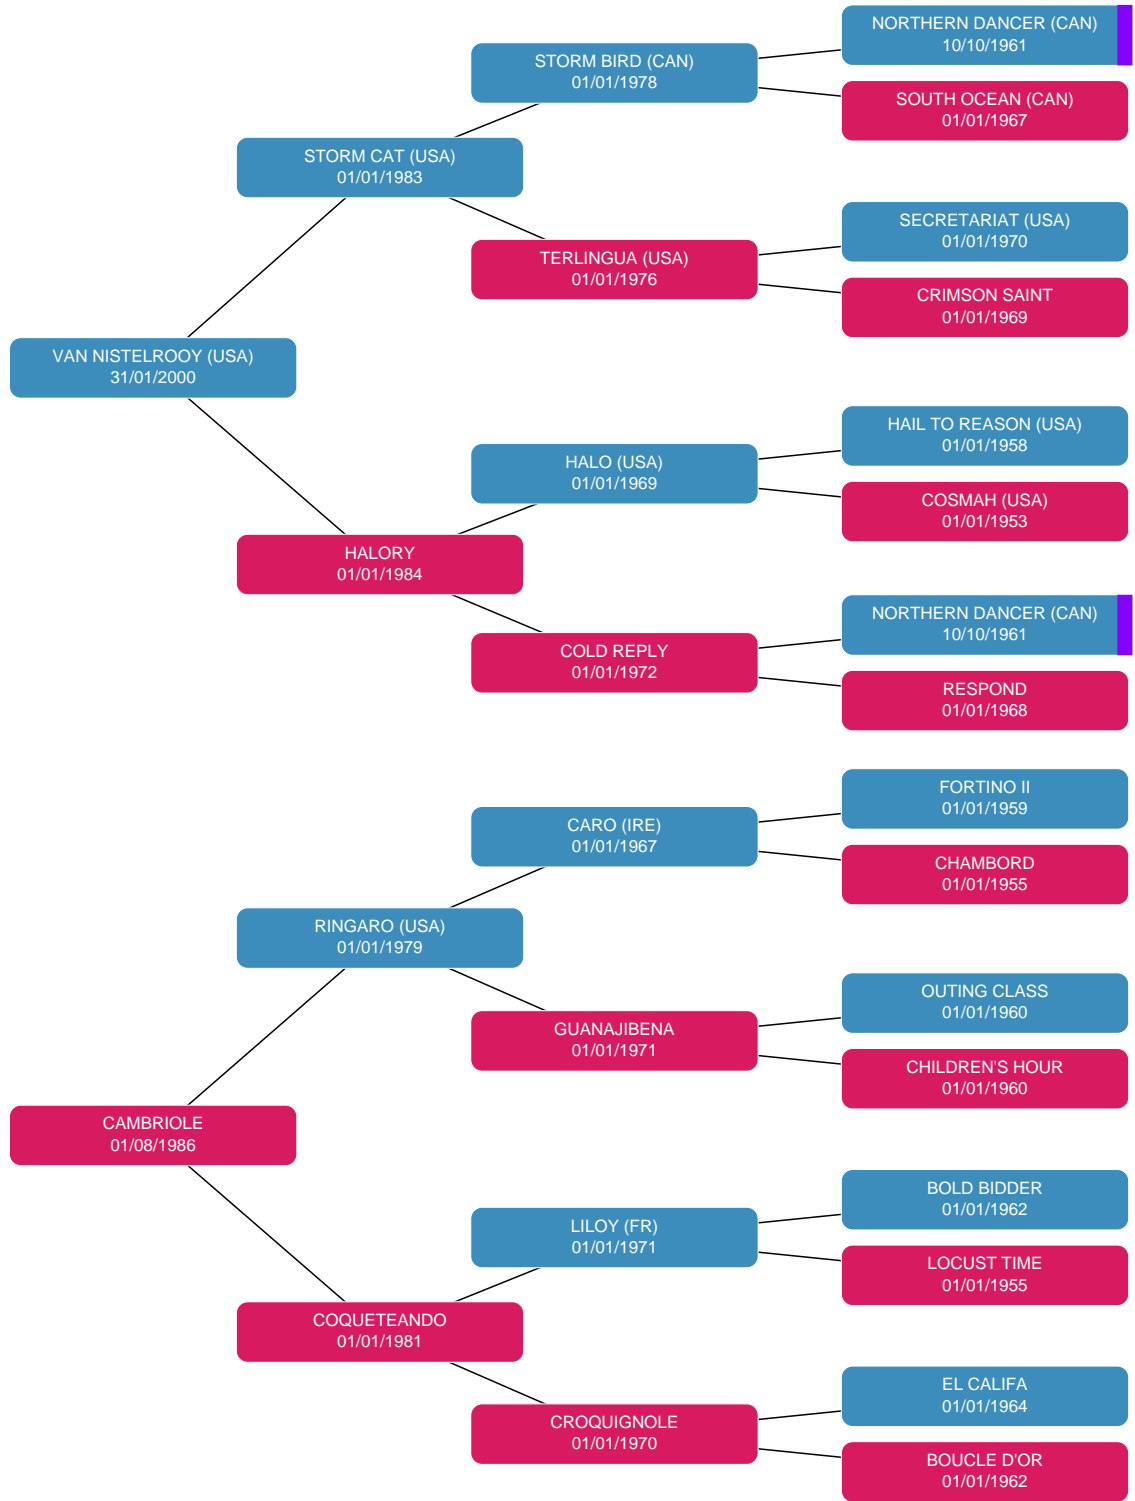 NORTHERN DANCER (CAN)
10/10/1961
STORM BIRD (CAN)
01/01/1978
SOUTH OCEAN (CAN)
01/01/1967
STORM CAT (USA)
01/01/1983
SECRETARIAT (USA)
01/01/1970
TERLINGUA (USA)
01/01/1976
CRIMSON SAINT
01/01/1969
VAN NISTELROOY (USA)
31/01/2000
HAIL TO REASON (USA)
01/01/1958
HALO (USA)
01/01/1969
COSMAH (USA)
01/01/1953
HALORY
01/01/1984
NORTHERN DANCER (CAN)
10/10/1961
COLD REPLY
01/01/1972
RESPOND
01/01/1968
FORTINO II
01/01/1959
CARO (IRE)
01/01/1967
CHAMBORD
01/01/1955
RINGARO (USA)
01/01/1979
OUTING CLASS
01/01/1960
GUANAJIBENA
01/01/1971
CHILDREN'S HOUR
01/01/1960
CAMBRIOLE
01/08/1986
BOLD BIDDER
01/01/1962
LILOY (FR)
01/01/1971
LOCUST TIME
01/01/1955
COQUETEANDO
01/01/1981
EL CALIFA
01/01/1964
CROQUIGNOLE
01/01/1970
BOUCLE D'OR
01/01/1962